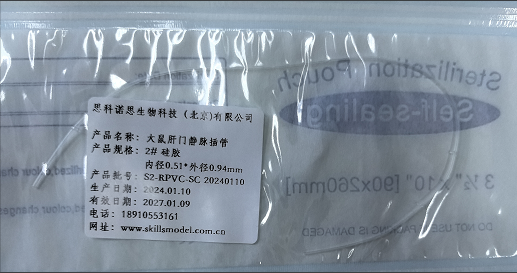 思科诺思生物科技（北京）有限公司
产品名称：大鼠肝门静脉插管
产品规格：2# 硅胶
内径0.51*外径0.94mm
产品批号：S2-RPVC-SC 20240110
生产日期：2024.01.10
有效日期：2027.01.09
电话：18910553161
网址：www.skillsmodel.com.cn
Sterilization Pouch
Self-sealing
3 ½" x 10" [90x260mm]
DO NOT USE IF PACKAGING IS DAMAGED